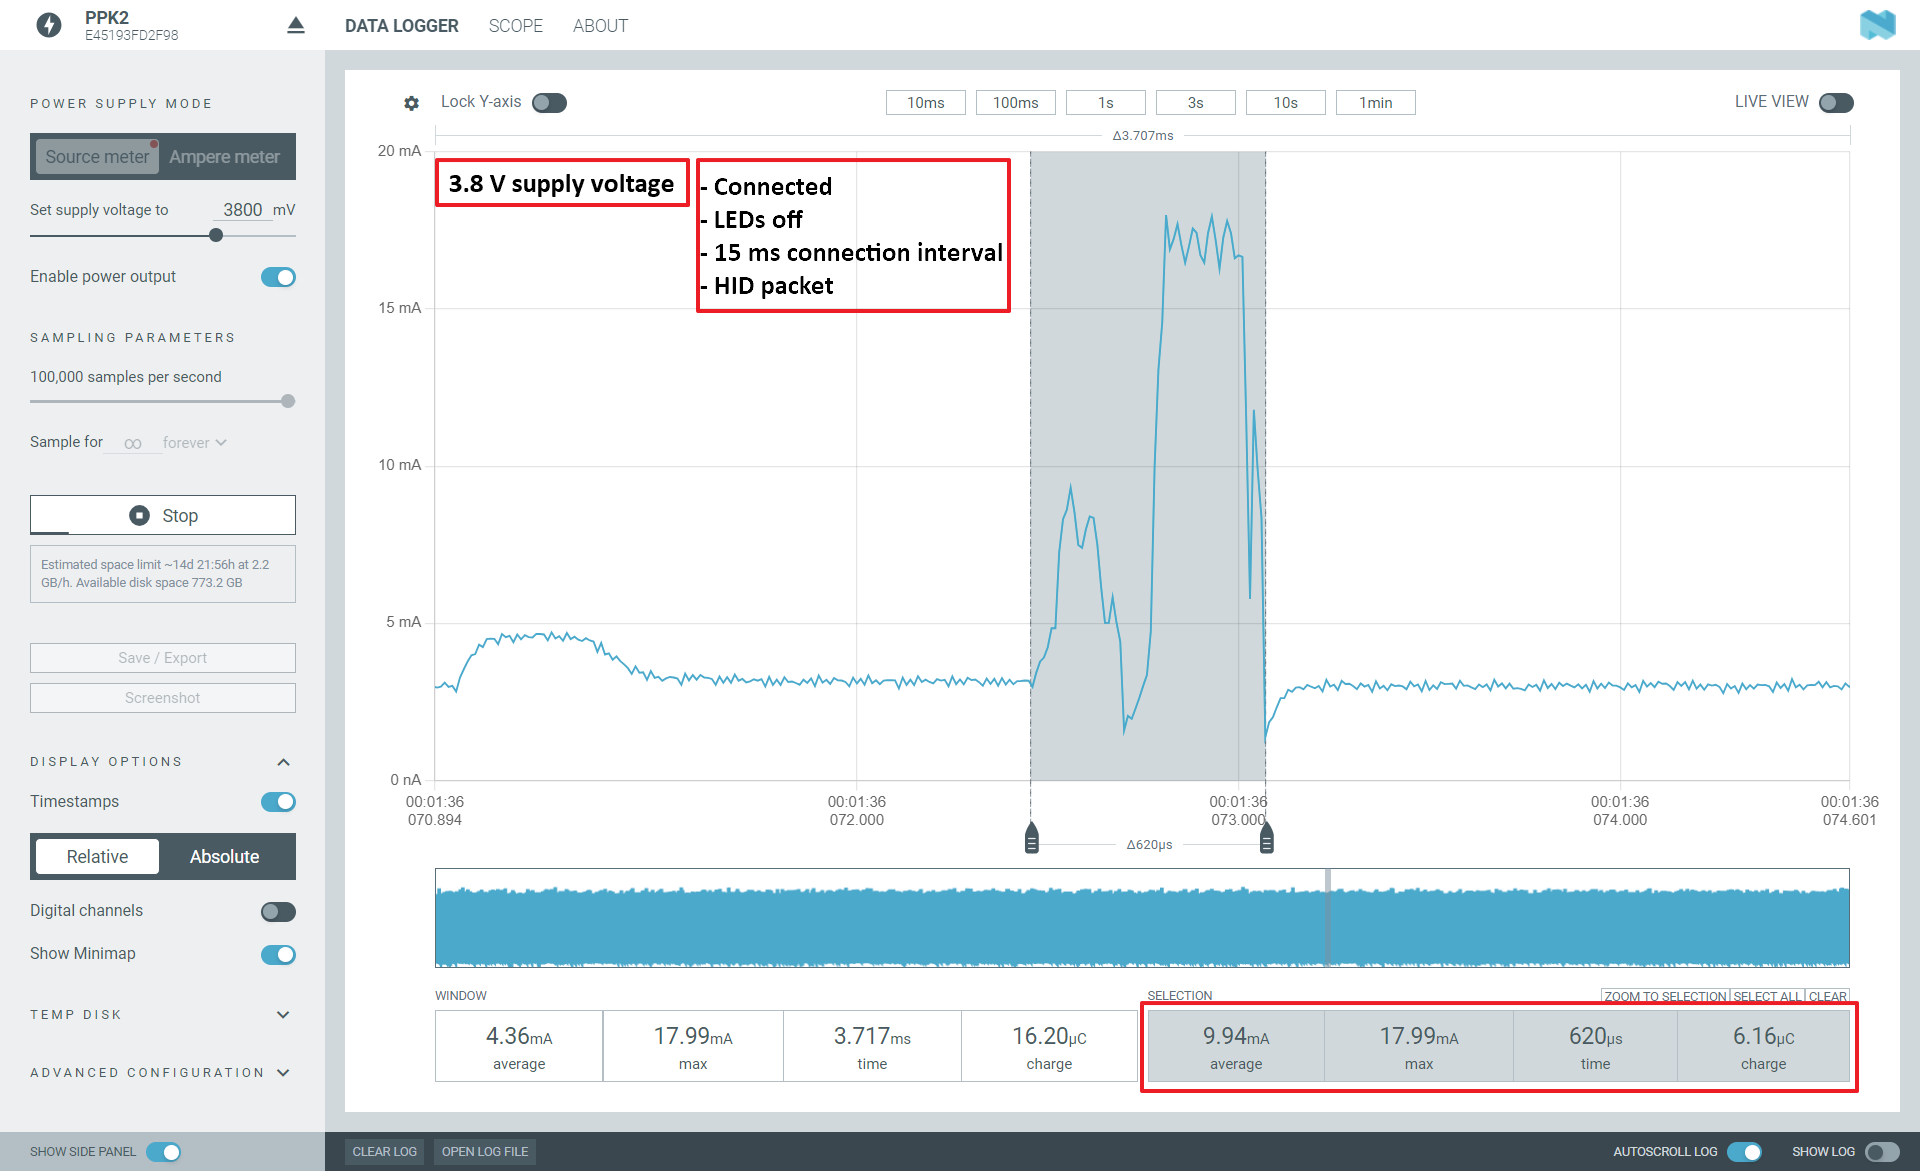 PPK2
E45193FD2F98
DATA LOGGER SCOPE ABOUT
POWER SUPPLY MODE
Source meter Ampere meter
Set supply voltage to 3800 mV
Enable power output
SAMPLING PARAMETERS
100,000 samples per second
Sample for ∞ forever
Stop
Estimated space limit ~14d 21:56h at 2.2
GB/h. Available disk space 773.2 GB
Save / Export
Screenshot
DISPLAY OPTIONS
Timestamps
Relative Absolute
Digital channels
Show Minimap
TEMP DISK
ADVANCED CONFIGURATION
SHOW SIDE PANEL
Lock Y-axis
10ms 100ms 1s 3s 10s 1min
LIVE VIEW
Δ3.707ms
20 mA
15 mA
10 mA
5 mA
0 nA
3.8 V supply voltage
- Connected
- LEDs off
- 15 ms connection interval
- HID packet
00:01:36 00:01:36 00:01:36 00:01:36 00:01:36
070.894 072.000 073.000 074.000 074.601
Δ620μs
WINDOW
4.36mA 17.99mA 3.717ms 16.20μC
average max time charge
SELECTION ZOOM TO SELECTION SELECT ALL CLEAR
9.94mA 17.99mA 620μs 6.16μC
average max time charge
CLEAR LOG OPEN LOG FILE
AUTOSCROLL LOG SHOW LOG